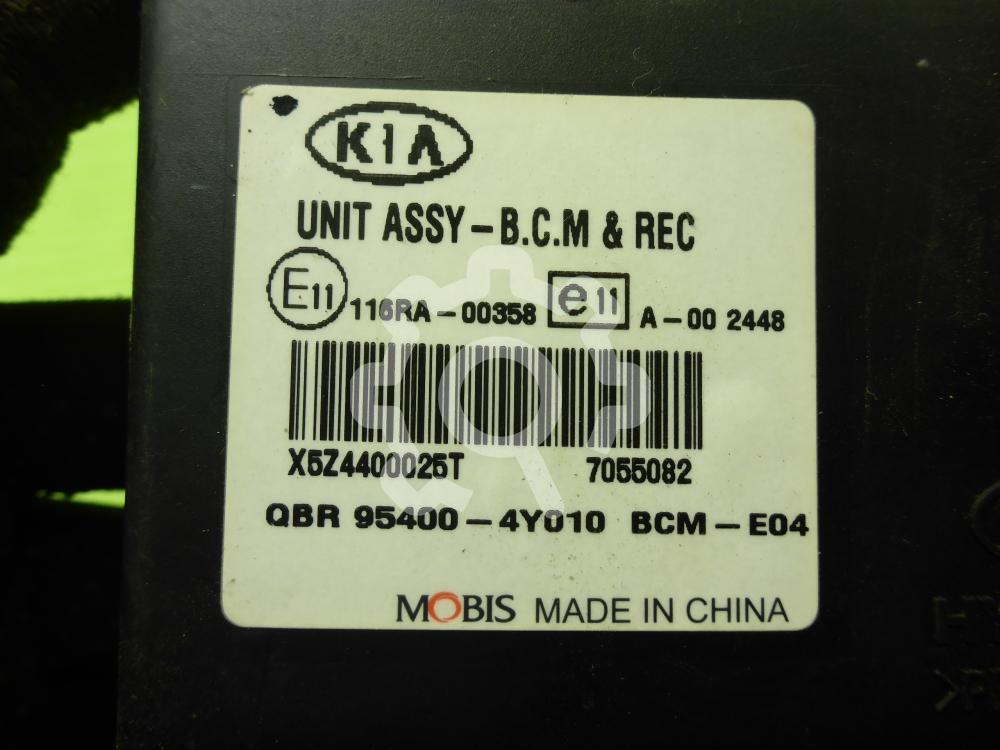 KIA
UNIT ASSY-B.C.M & REC
E11 116RA-00358 e11 A-00 2448
X5Z4400025T 7055082
QBR 95400-4Y010 BCM-E04
MOBIS MADE IN CHINA